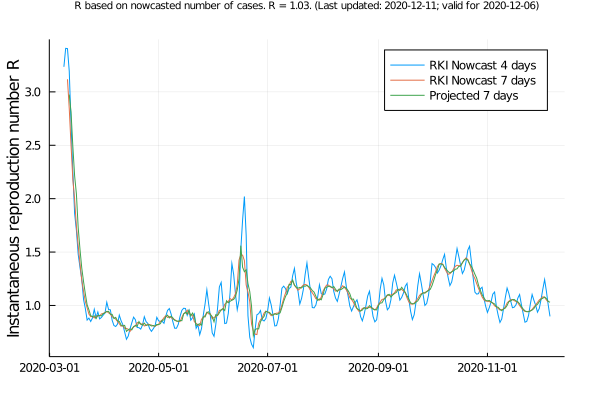 R based on nowcasted number of cases. R = 1.03. (Last updated: 2020-12-11; valid for 2020-12-06)
RKI Nowcast 4 days
RKI Nowcast 7 days
Projected 7 days
Instantaneous reproduction number R
3.0
2.5
2.0
1.5
1.0
2020-03-01
2020-05-01
2020-07-01
2020-09-01
2020-11-01